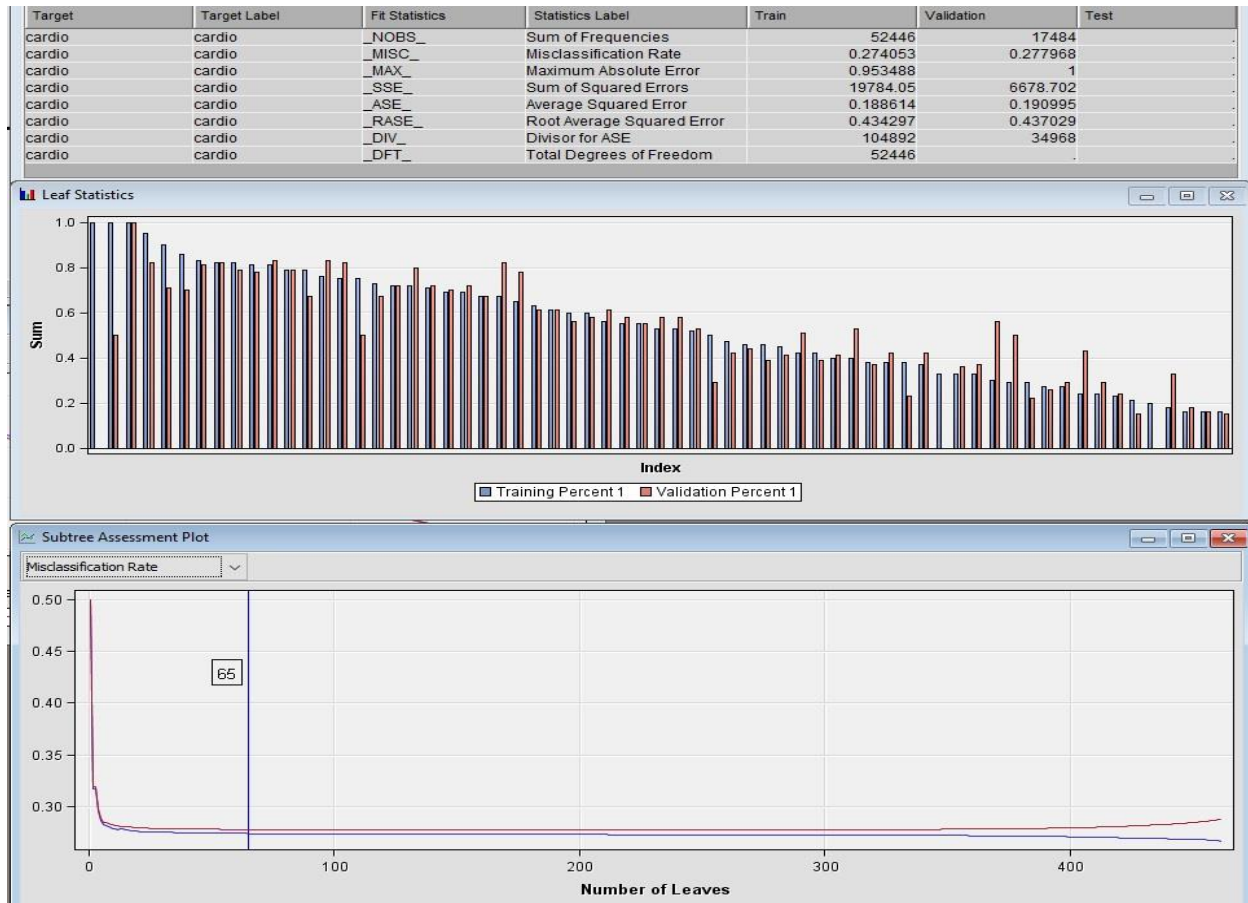 Target Target Label Fit Statistics Statistics Label Train Validation Test
cardio cardio _NOBS_ Sum of Frequencies 52446 17484 .
cardio cardio _MISC_ Misclassification Rate 0.274053 0.277968 .
cardio cardio _MAX_ Maximum Absolute Error 0.953488 1 .
cardio cardio _SSE_ Sum of Squared Errors 19784.05 6678.702 .
cardio cardio _ASE_ Average Squared Error 0.188614 0.190995 .
cardio cardio _RASE_ Root Average Squared Error 0.434297 0.437029 .
cardio cardio _DIV_ Divisor for ASE 104892 34968 .
cardio cardio _DFT_ Total Degrees of Freedom 52446 . .
Leaf Statistics
1.0
0.8
0.6
0.4
0.2
0.0
Sum
Index
Training Percent 1 Validation Percent 1
Subtree Assessment Plot
Misclassification Rate
0.50
0.45
0.40
0.35
0.30
65
0 100 200 300 400
Number of Leaves